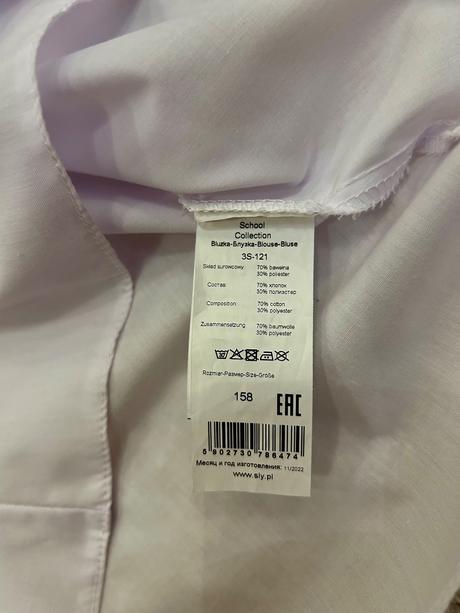 School
Collection
Bluzka-Блузка-Blouse-Bluse
3S-121
Skład surowcowy: 70% bawełna
30% poliester
Состав: 70% хлопок
30% полиэстер
Composition: 70% cotton
30% polyester
Zusammensetzung: 70% baumwolle
30% polyester
Rozmiar-Размер-Size-Größe
158 EAC
5 902730 786474
Месяц и год изготовления: 11/2022
www.sly.pl